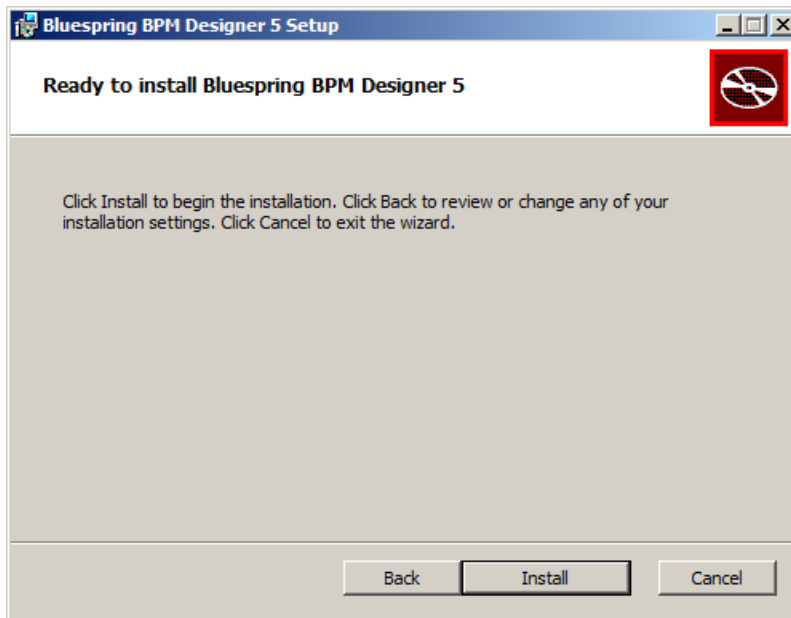 Bluespring BPM Designer 5 Setup
Ready to install Bluespring BPM Designer 5
Click Install to begin the installation. Click Back to review or change any of your
installation settings. Click Cancel to exit the wizard.
Back Install Cancel